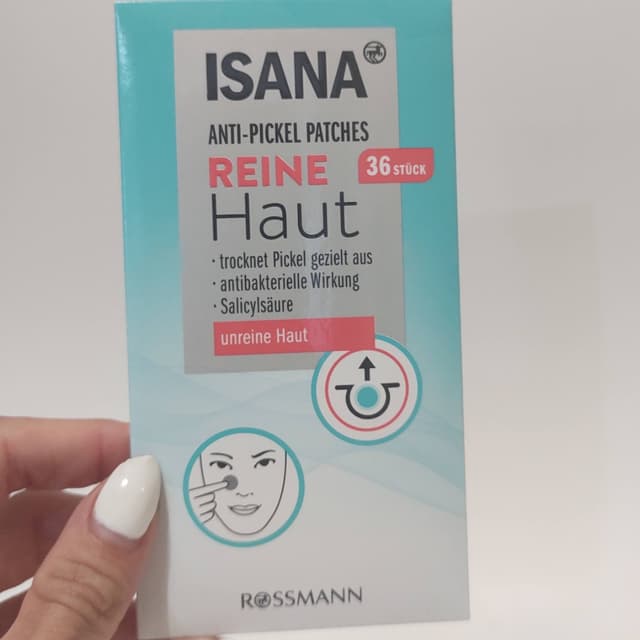 ISANA
ANTI-PICKEL PATCHES
REINE
36 STÜCK
Haut
· trocknet Pickel gezielt aus
· antibakterielle Wirkung
· Salicylsäure
unreine Haut
ROSSMANN